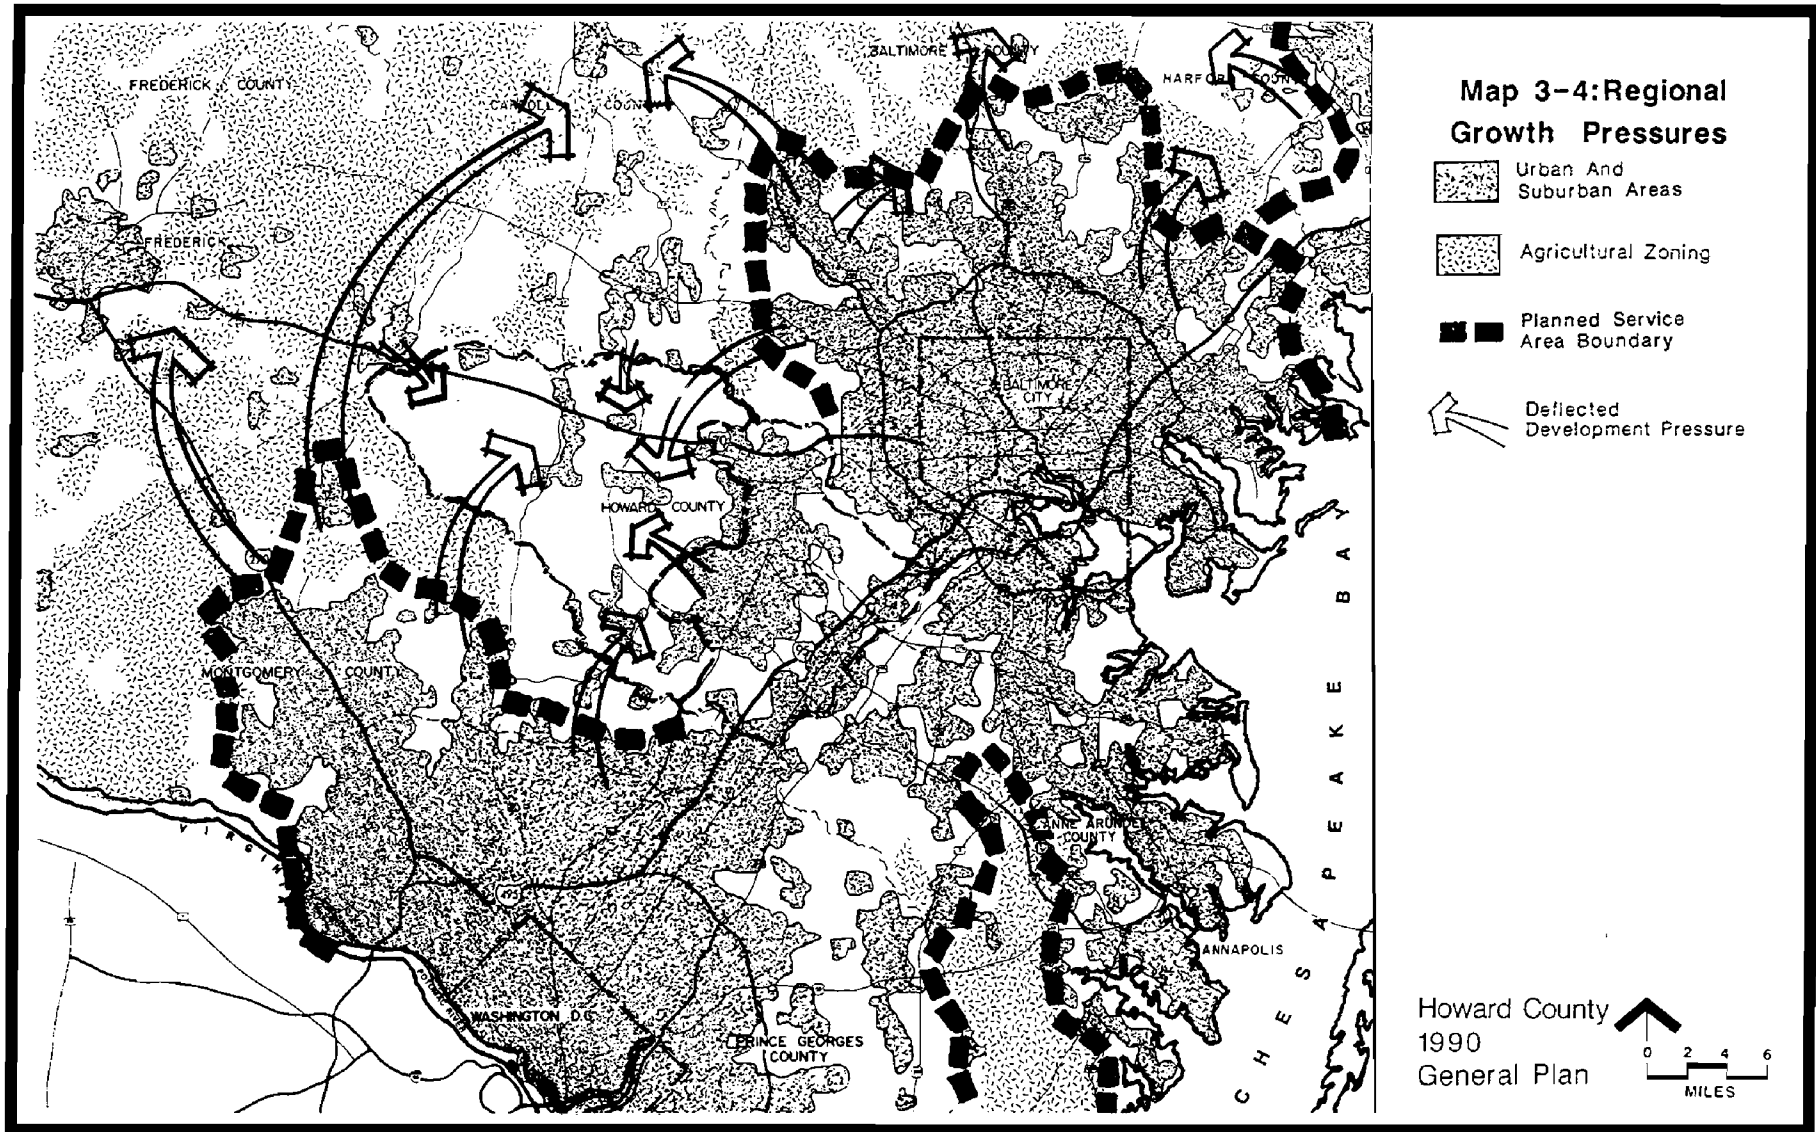 BALTIMORE COUNTY
FREDERICK COUNTY
HARFORD COUNTY
CARROLL COUNTY
FREDERICK
BALTIMORE
CITY
HOWARD COUNTY
MONTGOMERY COUNTY
VIRGINIA
ANNE ARUNDEL
COUNTY
ANNAPOLIS
WASHINGTON D.C.
PRINCE GEORGES
COUNTY
CHESAPEAKE BAY
Map 3-4: Regional
Growth Pressures
Urban And
Suburban Areas
Agricultural Zoning
Planned Service
Area Boundary
Deflected
Development Pressure
Howard County
1990
General Plan
0 2 4 6
MILES